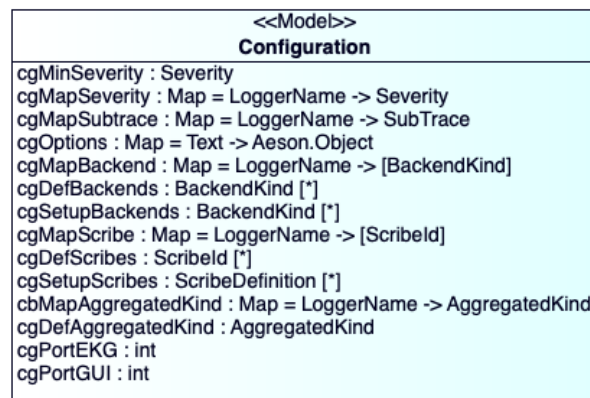 <<Model>>
Configuration
cgMinSeverity : Severity
cgMapSeverity : Map = LoggerName -> Severity
cgMapSubtrace : Map = LoggerName -> SubTrace
cgOptions : Map = Text -> Aeson.Object
cgMapBackend : Map = LoggerName -> [BackendKind]
cgDefBackends : BackendKind [*]
cgSetupBackends : BackendKind [*]
cgMapScribe : Map = LoggerName -> [ScribeId]
cgDefScribes : ScribeId [*]
cgSetupScribes : ScribeDefinition [*]
cbMapAggregatedKind : Map = LoggerName -> AggregatedKind
cgDefAggregatedKind : AggregatedKind
cgPortEKG : int
cgPortGUI : int